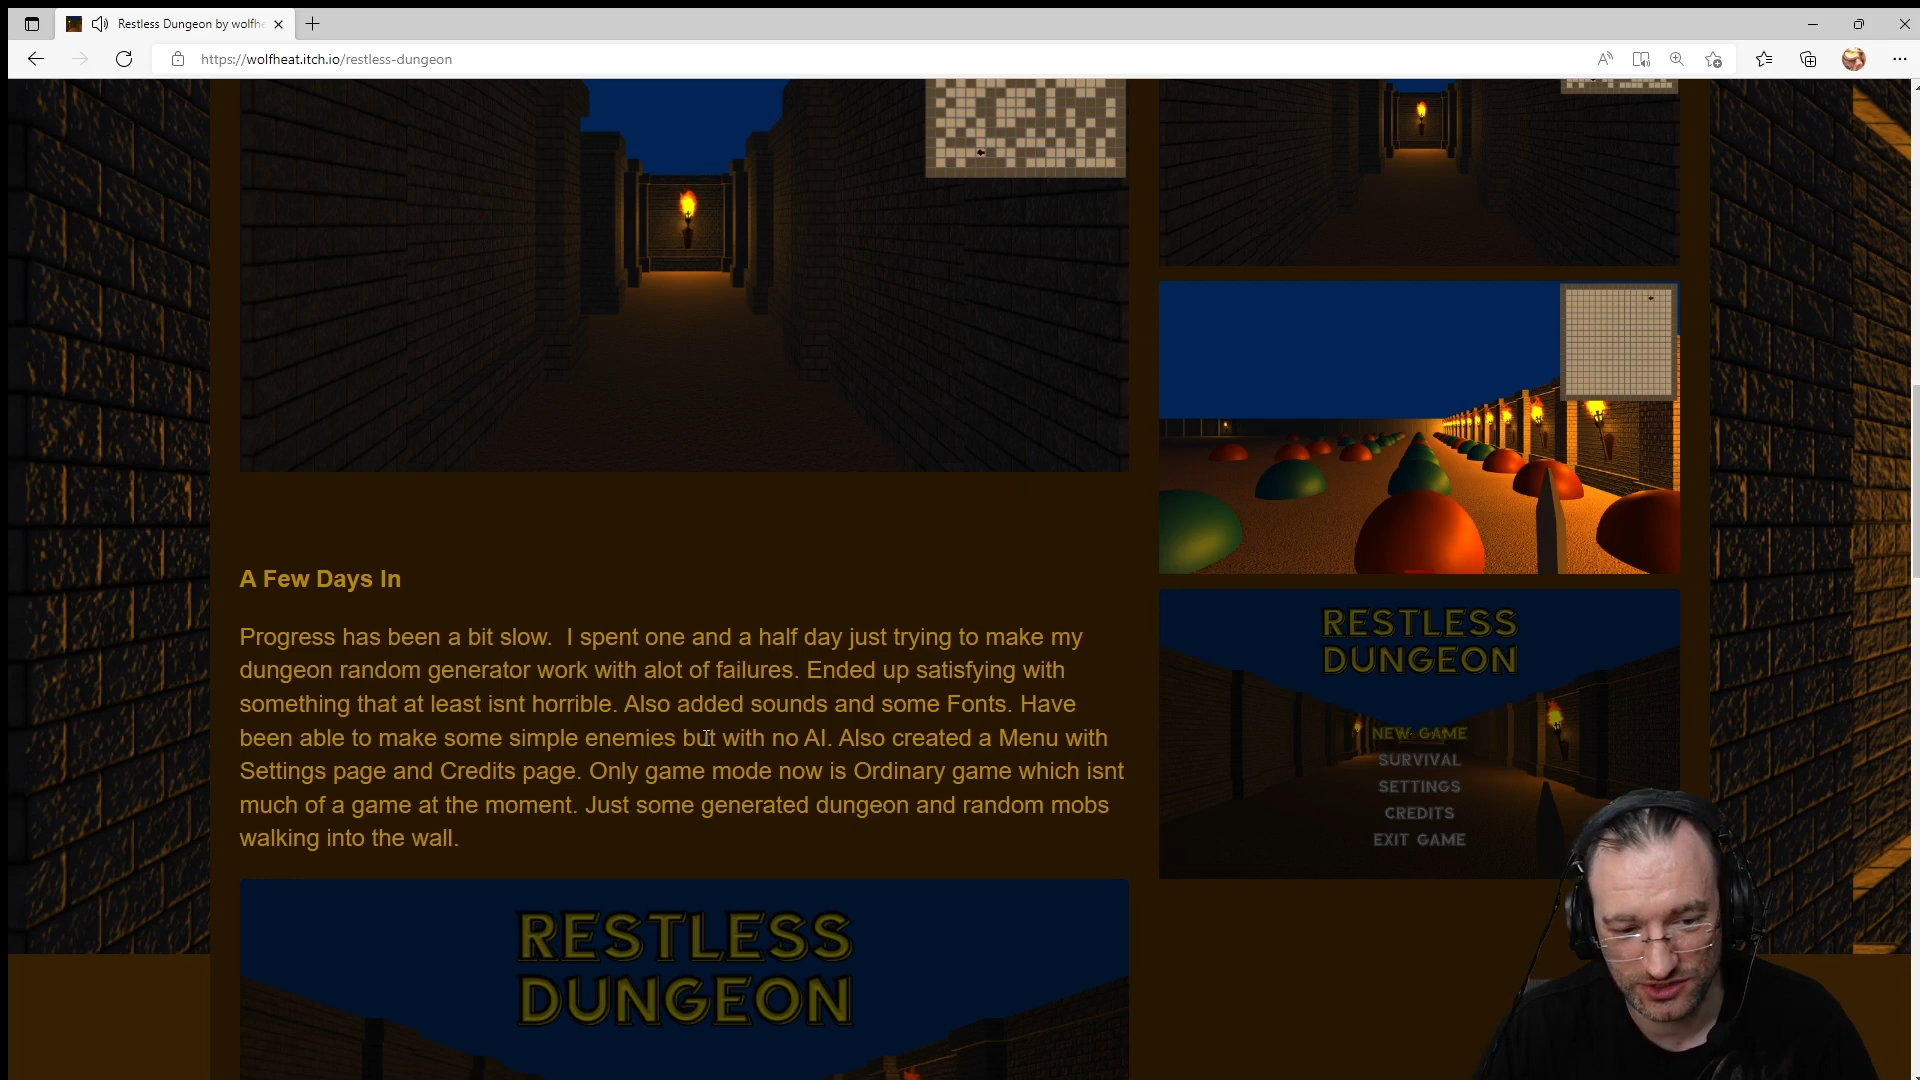 Restless Dungeon by wolfhe
https://wolfheat.itch.io/restless-dungeon
A Few Days In
Progress has been a bit slow.  I spent one and a half day just trying to make my
dungeon random generator work with alot of failures. Ended up satisfying with
something that at least isnt horrible. Also added sounds and some Fonts. Have
been able to make some simple enemies but with no AI. Also created a Menu with
Settings page and Credits page. Only game mode now is Ordinary game which isnt
much of a game at the moment. Just some generated dungeon and random mobs
walking into the wall.
RESTLESS
DUNGEON
RESTLESS
DUNGEON
NEW GAME
SURVIVAL
SETTINGS
CREDITS
EXIT GAME